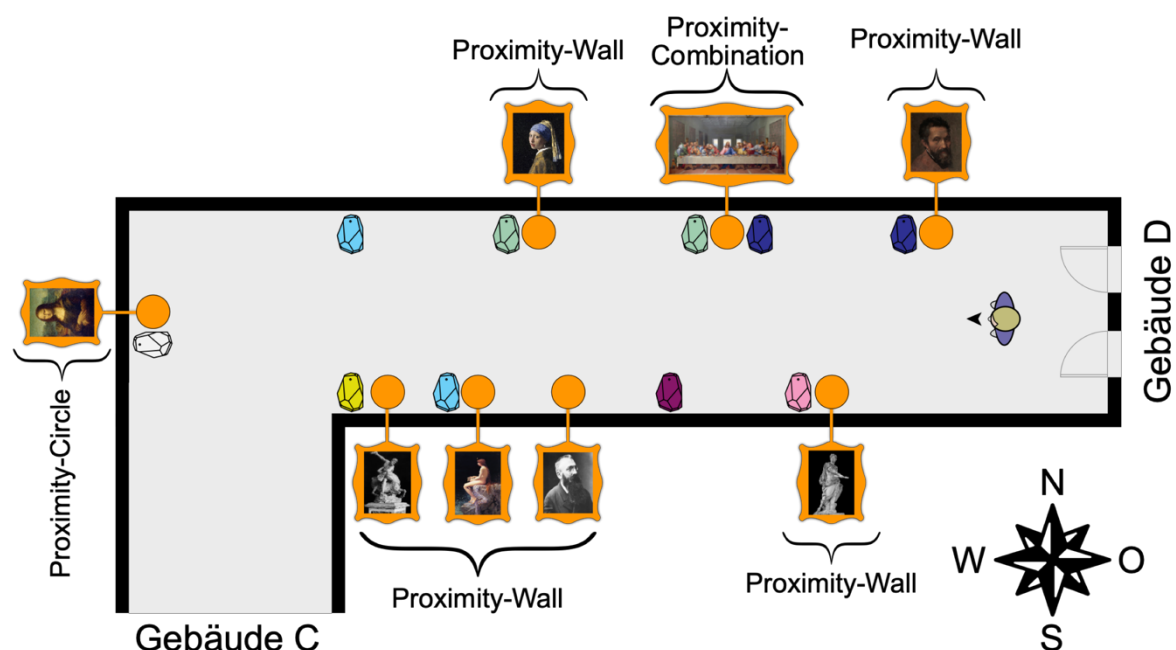 Proximity-Wall
Proximity-
Combination
Proximity-Wall
Gebäude D
Proximity-Circle
Proximity-Wall
Proximity-Wall
N
W
O
S
Gebäude C